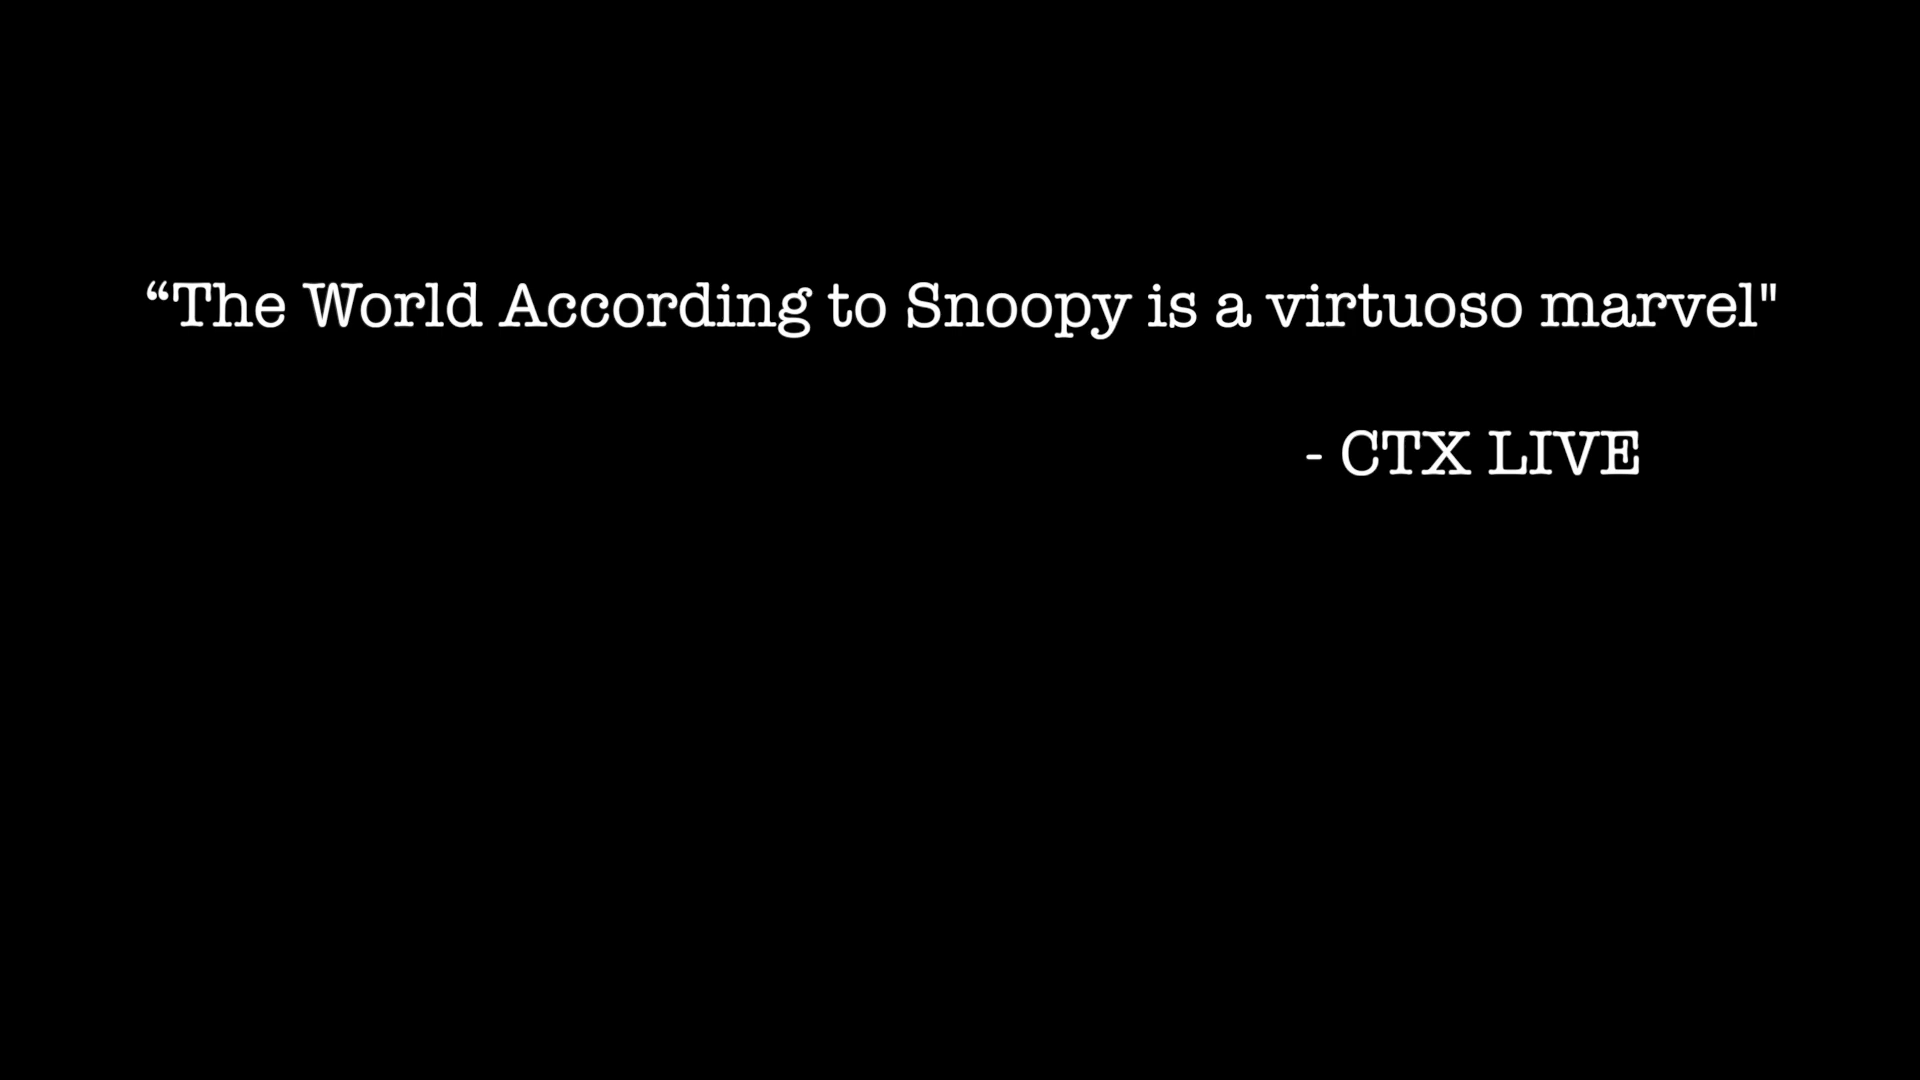 “The World According to Snoopy is a virtuoso marvel"
- CTX LIVE